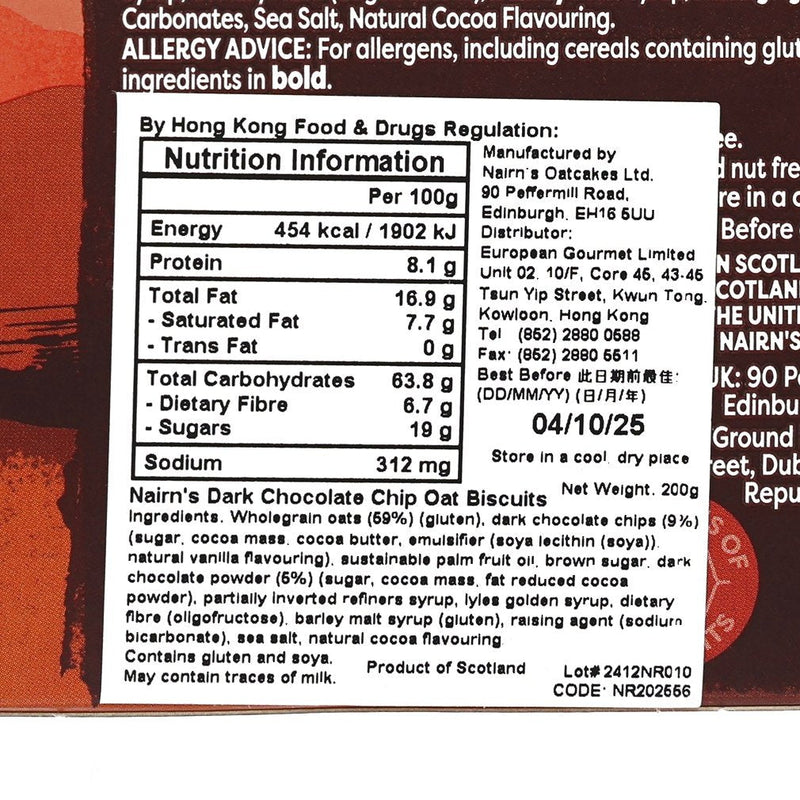 Carbonates, Sea Salt, Natural Cocoa Flavouring.
ALLERGY ADVICE: For allergens, including cereals containing glut
ingredients in bold.
By Hong Kong Food & Drugs Regulation:
Nutrition Information
Per 100g
Energy 454 kcal / 1902 kJ
Protein 8.1 g
Total Fat 16.9 g
- Saturated Fat 7.7 g
- Trans Fat 0 g
Total Carbohydrates 63.8 g
- Dietary Fibre 6.7 g
- Sugars 19 g
Sodium 312 mg
Manufactured by
Nairn's Oatcakes Ltd.
90 Peffermill Road,
Edinburgh, EH16 5UU
Distributor:
European Gourmet Limited
Unit 02, 10/F, Core 45, 43-45
Tsun Yip Street, Kwun Tong,
Kowloon, Hong Kong
Tel (852) 2880 0588
Fax: (852) 2880 5511
Best Before 此日期前最佳:
(DD/MM/YY) (日/月/年)
04/10/25
Store in a cool, dry place
Net Weight. 200g
Nairn's Dark Chocolate Chip Oat Biscuits
Ingredients. Wholegrain oats (59%) (gluten), dark chocolate chips (9%)
(sugar, cocoa mass, cocoa butter, emulsifier (soya lecithin (soya)),
natural vanilla flavouring), sustainable palm fruit oil, brown sugar, dark
chocolate powder (5%) (sugar, cocoa mass, fat reduced cocoa
powder), partially inverted refiners syrup, lyles golden syrup, dietary
fibre (oligofructose), barley malt syrup (gluten), raising agent (sodium
bicarbonate), sea salt, natural cocoa flavouring
Contains gluten and soya.
May contain traces of milk.
Product of Scotland
Lot# 2412NR010
CODE: NR202556
ee.
d nut fre
re in a c
Before
N SCOTL
COTLAN
HE UNIT
NAIRN'S
UK: 90 Pe
Edinbu
Ground
reet, Dub
Repu
S OF
ITS